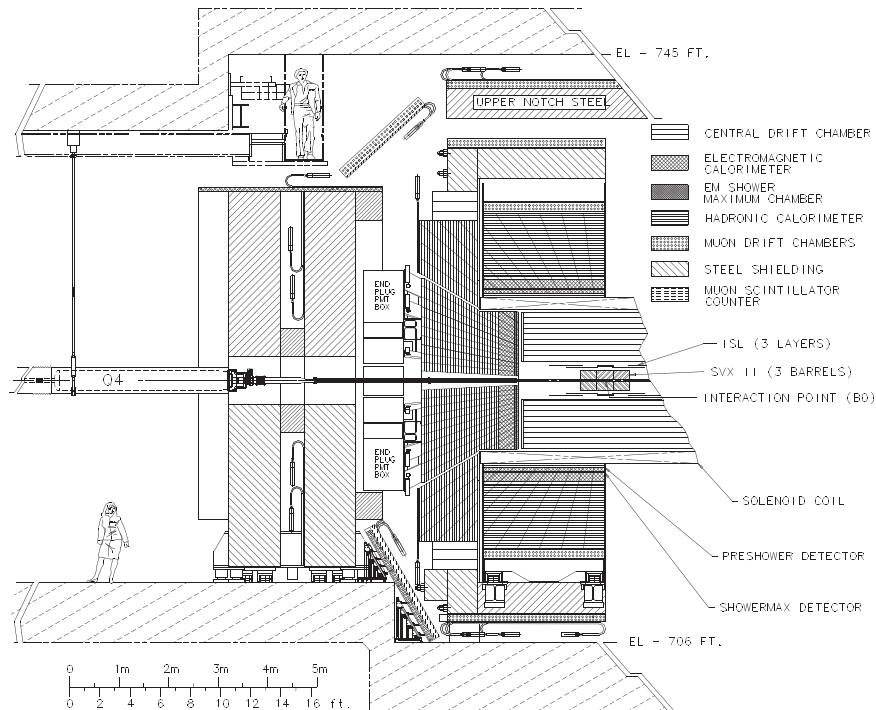 EL - 745 FT.
UPPER NOTCH STEEL
CENTRAL DRIFT CHAMBER
ELECTROMAGNETIC
CALORIMETER
EM SHOWER
MAXIMUM CHAMBER
HADRONIC CALORIMETER
MUON DRIFT CHAMBERS
STEEL SHIELDING
MUON SCINTILLATOR
COUNTER
END
PLUG
PMT
BOX
ISL (3 LAYERS)
Q4
SVX II (3 BARRELS)
INTERACTION POINT (B0)
END
PLUG
PMT
BOX
SOLENOID COIL
PRESHOWER DETECTOR
SHOWERMAX DETECTOR
EL - 706 FT.
0 1m 2m 3m 4m 5m
0 2 4 6 8 10 12 14 16 ft.